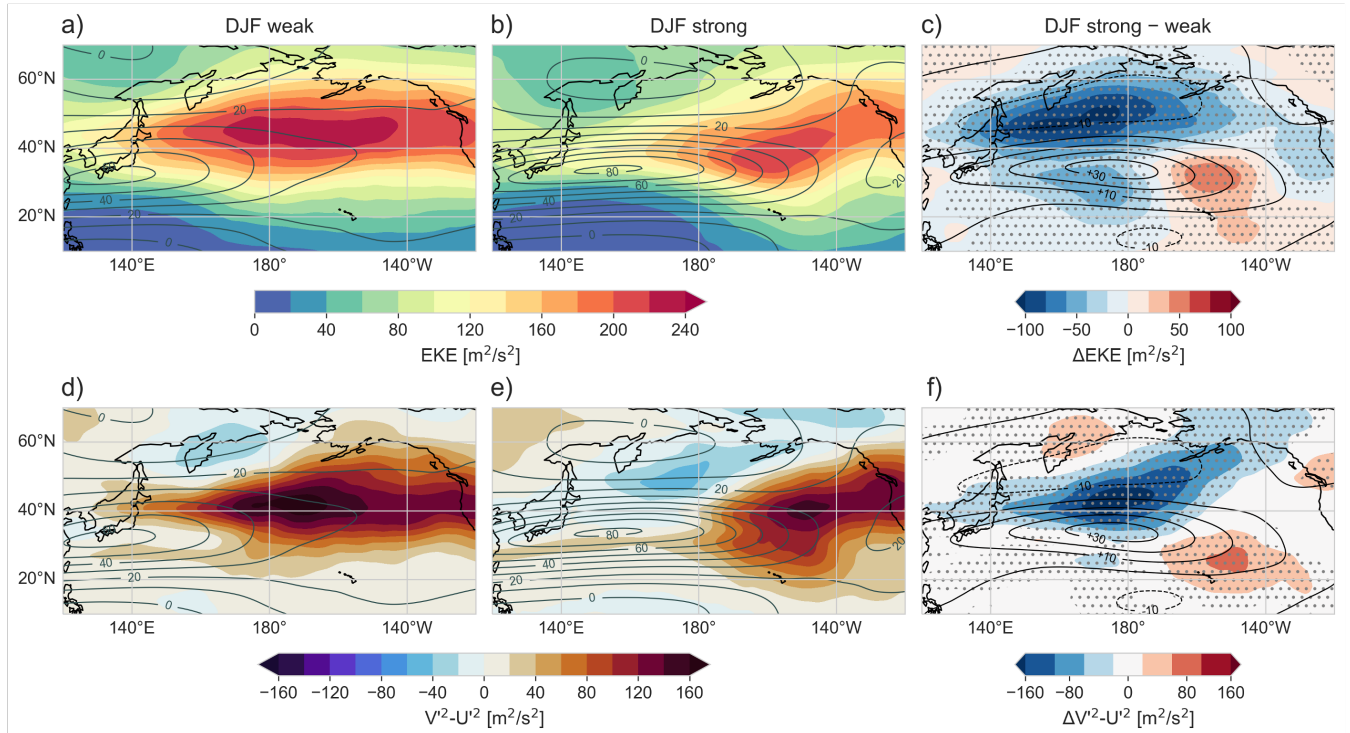 a) DJF weak
b) DJF strong
c) DJF strong − weak
0
20
40
20
0
60°N
40°N
20°N
140°E 180 140°W
0
20
80
60
40
20
0
20
140°E 180 140°W
-10
+30
+10
-10
140°E 180 140°W
0 40 80 120 160 200 240
EKE [m²/s²]
−100 −50 0 50 100
ΔEKE [m²/s²]
d)
e)
f)
0
20
40
20
0
60°N
40°N
20°N
140°E 180 140°W
0
20
80
60
40
20
0
20
140°E 180 140°W
-10
+30
+10
-10
140°E 180 140°W
−160 −120 −80 −40 0 40 80 120 160
V'²-U'² [m²/s²]
−160 −80 0 80 160
ΔV'²-U'² [m²/s²]